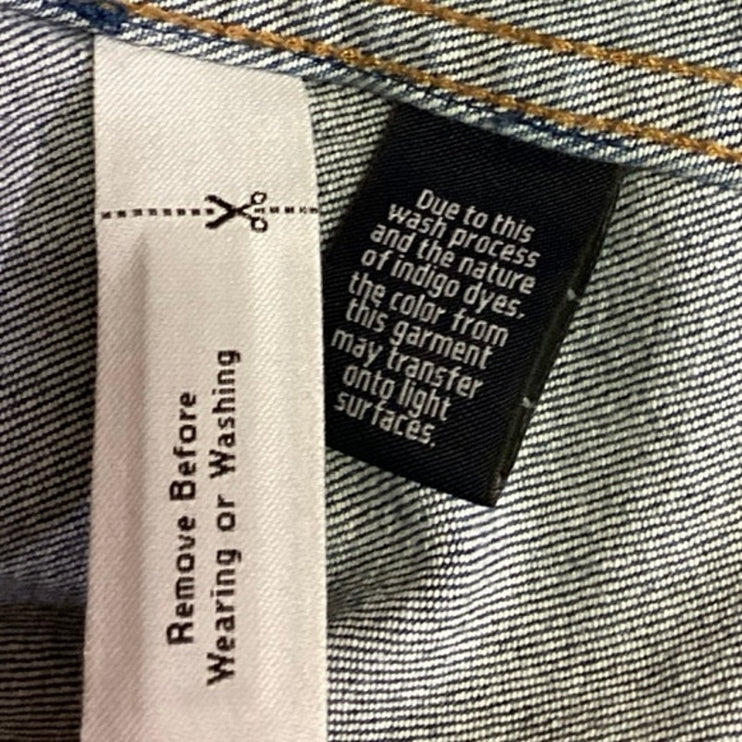 Remove Before
Wearing or Washing
Due to this
wash process
and the nature
of indigo dyes,
the color from
this garment
may transfer
onto light
surfaces.